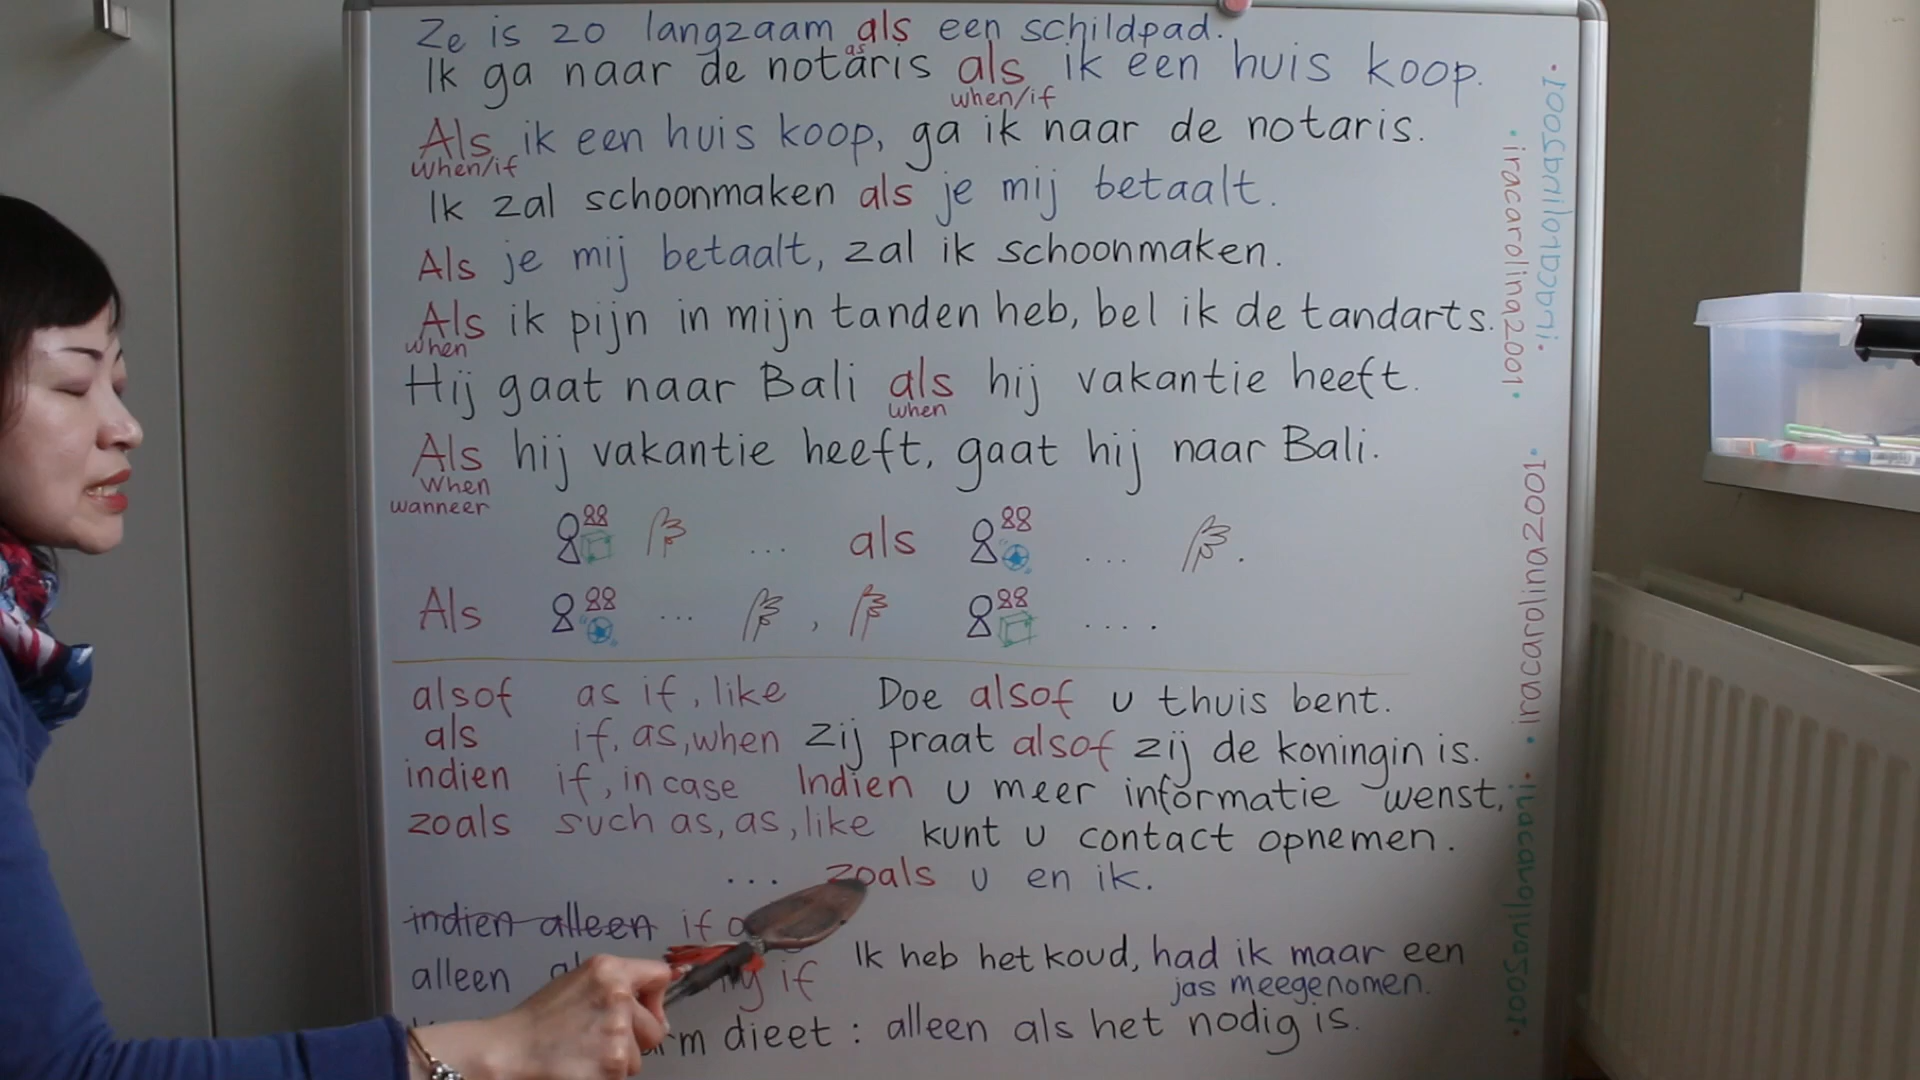 Ze is zo langzaam als een schildpad.
as
Ik ga naar de notaris als ik een huis koop.
when/if
Als ik een huis koop, ga ik naar de notaris.
when/if
Ik zal schoonmaken als je mij betaalt.
Als je mij betaalt, zal ik schoonmaken.
Als ik pijn in mijn tanden heb, bel ik de tandarts.
when
Hij gaat naar Bali als hij vakantie heeft.
when
Als hij vakantie heeft, gaat hij naar Bali.
When
wanneer
... als ... .
Als ... , ... .
alsof as if, like Doe alsof u thuis bent.
als if, as, when Zij praat alsof zij de koningin is.
indien if, in case Indien u meer informatie wenst,
zoals such as, as, like kunt u contact opnemen.
... zoals u en ik.
indien alleen if
alleen if Ik heb het koud, had ik maar een
jas meegenomen.
dieet : alleen als het nodig is.
iracarolina2001
iracarolina2001
iracarolina2001
iracarolina2001